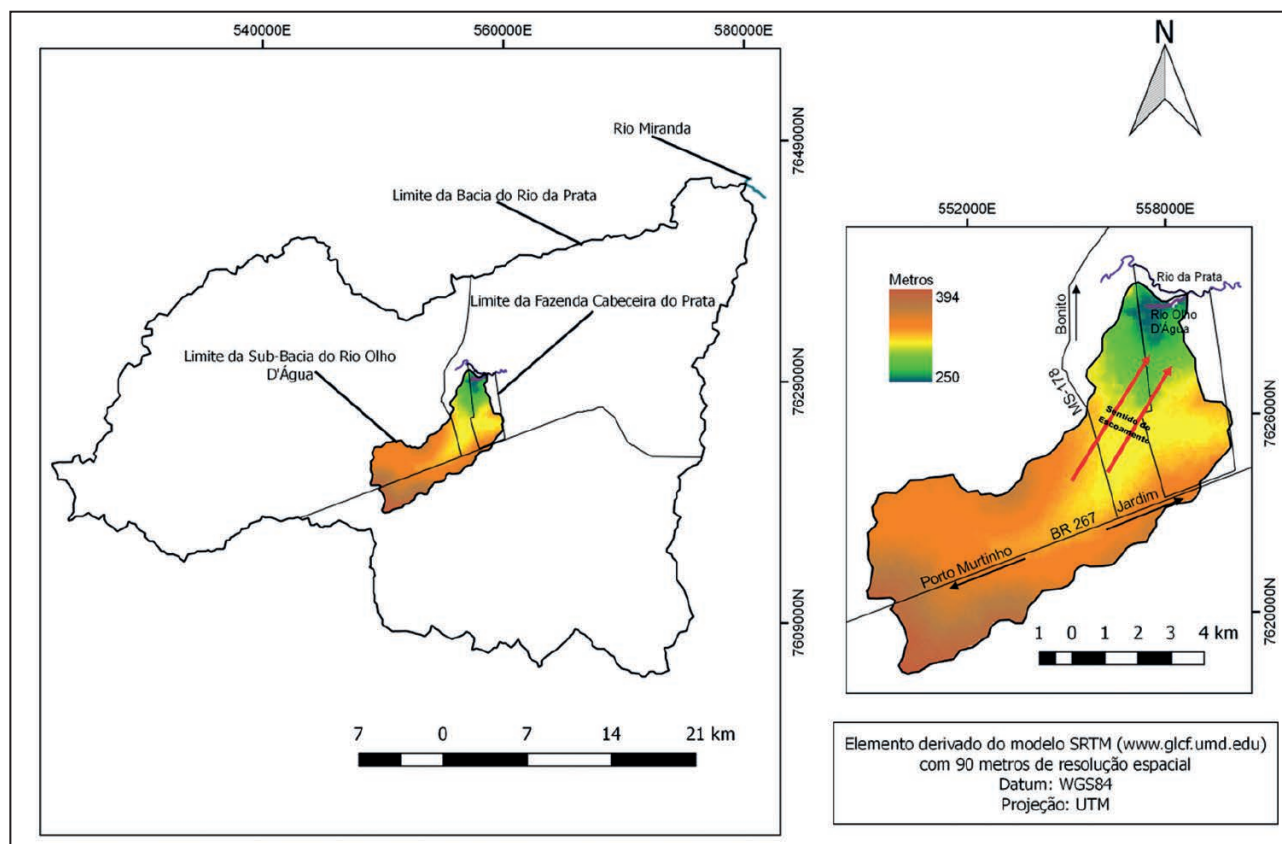 540000E
560000E
580000E
N
Rio Miranda
7649000N
Limite da Bacia do Rio da Prata
Limite da Fazenda Cabeceira do Prata
Limite da Sub-Bacia do Rio Olho
D'Água
7629000N
7609000N
7 0 7 14 21 km
552000E
558000E
Metros
394
250
Bonito
MS-178
Rio da Prata
Rio Olho
D'Água
Sentido do
Escoamento
7626000N
Jardim
BR 267
Porto Murtinho
7620000N
1 0 1 2 3 4 km
Elemento derivado do modelo SRTM (www.glcf.umd.edu)
com 90 metros de resolução espacial
Datum: WGS84
Projeção: UTM